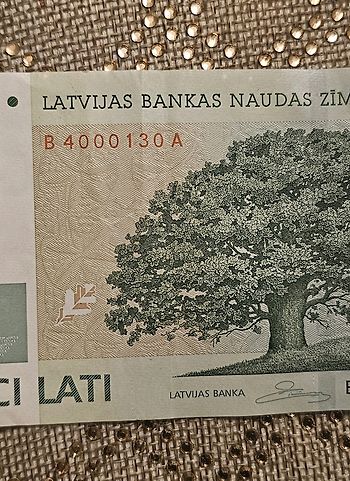 LATVIJAS BANKAS NAUDAS ZĪM
B 4000130 A
CI LATI
LATVIJAS BANKA